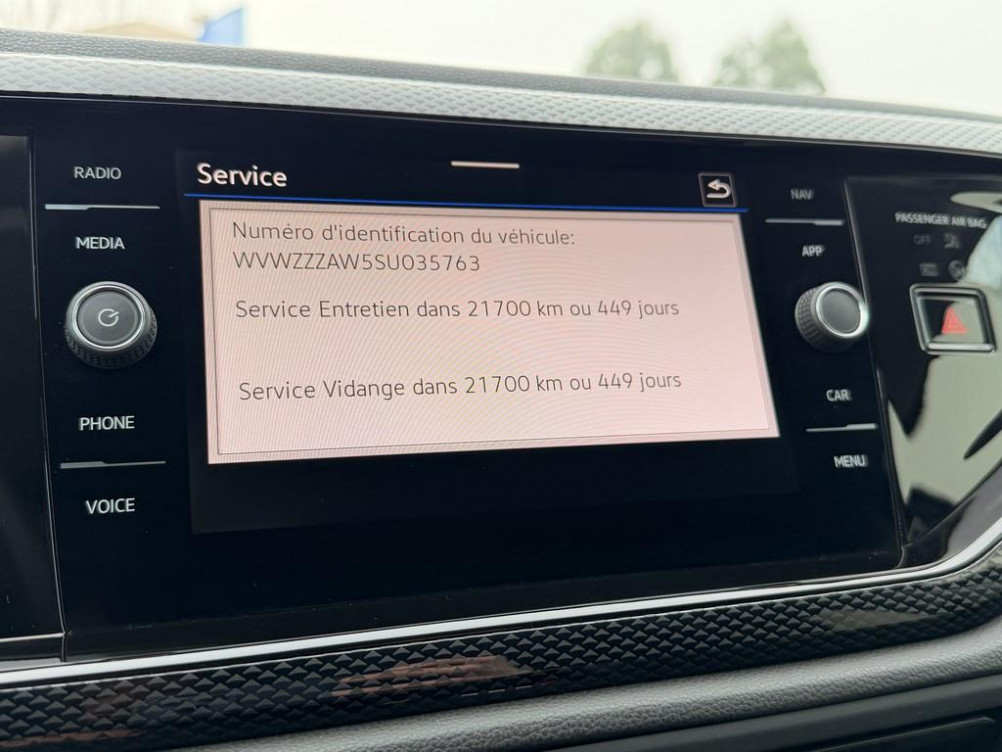 RADIO
MEDIA
PHONE
VOICE
Service
Numéro d'identification du véhicule:
WVWZZZAW5SU035763
Service Entretien dans 21700 km ou 449 jours
Service Vidange dans 21700 km ou 449 jours
NAV
APP
CAR
MENU
PASSENGER AIR BAG
OFF